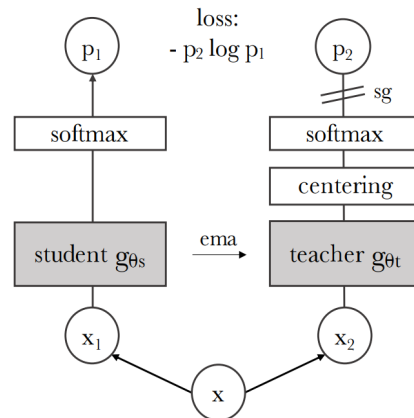 loss:
- p₂ log p₁
p₁
p₂
sg
softmax
softmax
centering
student gθs
ema
teacher gθt
x₁
x₂
x